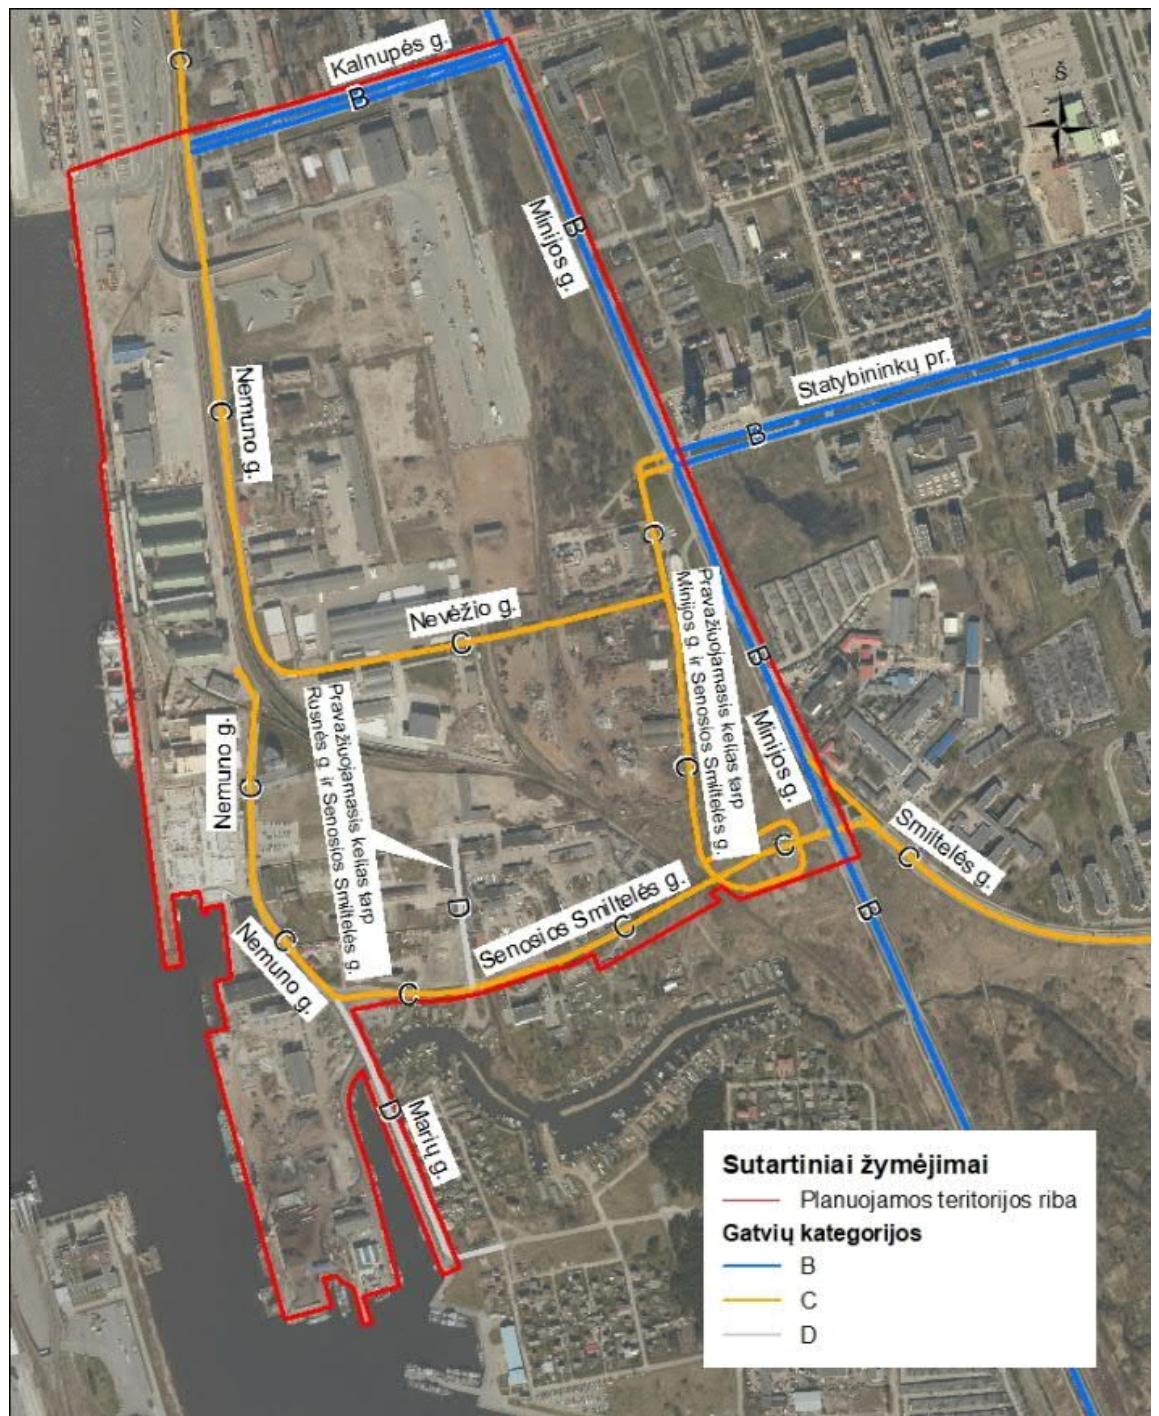 C
Kalnupės g.
B
Š
Minijos g.
B
Nemuno g.
C
Statybininkų pr.
B
C
Nevėžio g.
C
Pravažiuojamasis kelias tarp
Minijos g. ir Senosios Smiltelės g.
B
Pravažiuojamasis kelias tarp
Rusnės g. ir Senosios Smiltelės g.
Nemuno g.
C
C
Minijos g.
Smiltelės g.
C
C
D
Senosios Smiltelės g.
C
B
Nemuno g.
C
C
Marių g.
D
Sutartiniai žymėjimai
Planuojamos teritorijos riba
Gatvių kategorijos
B
C
D